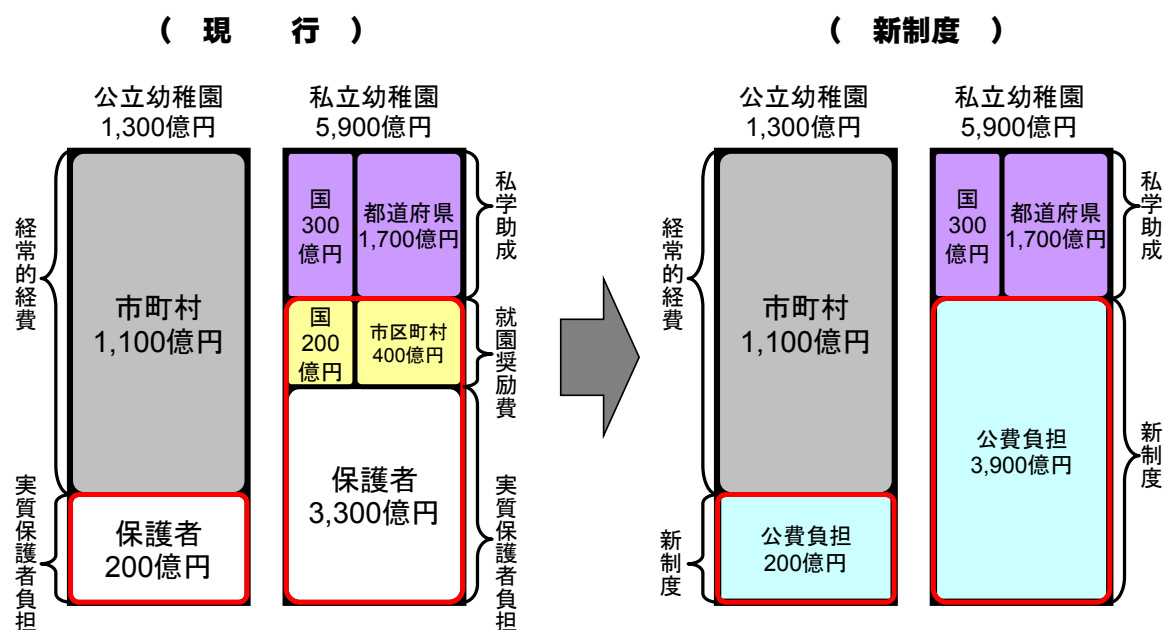 （　現　　行　）
公立幼稚園
1,300億円
私立幼稚園
5,900億円
経常的経費
市町村
1,100億円
国
300
億円
都道府県
1,700億円
私学助成
国
200
億円
市区町村
400億円
就園奨励費
実質保護者負担
保護者
200億円
保護者
3,300億円
実質保護者負担
（　新制度　）
公立幼稚園
1,300億円
私立幼稚園
5,900億円
経常的経費
市町村
1,100億円
国
300
億円
都道府県
1,700億円
私学助成
新制度
公費負担
200億円
公費負担
3,900億円
新制度